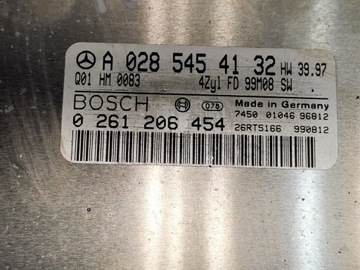 A 028 545 41 32 HW 39.97
Q01 HM 0083 4Zyl FD 99M08 SW
BOSCH 078 Made in Germany
7450 01046 96812
0 261 206 454 26RT5166 990812